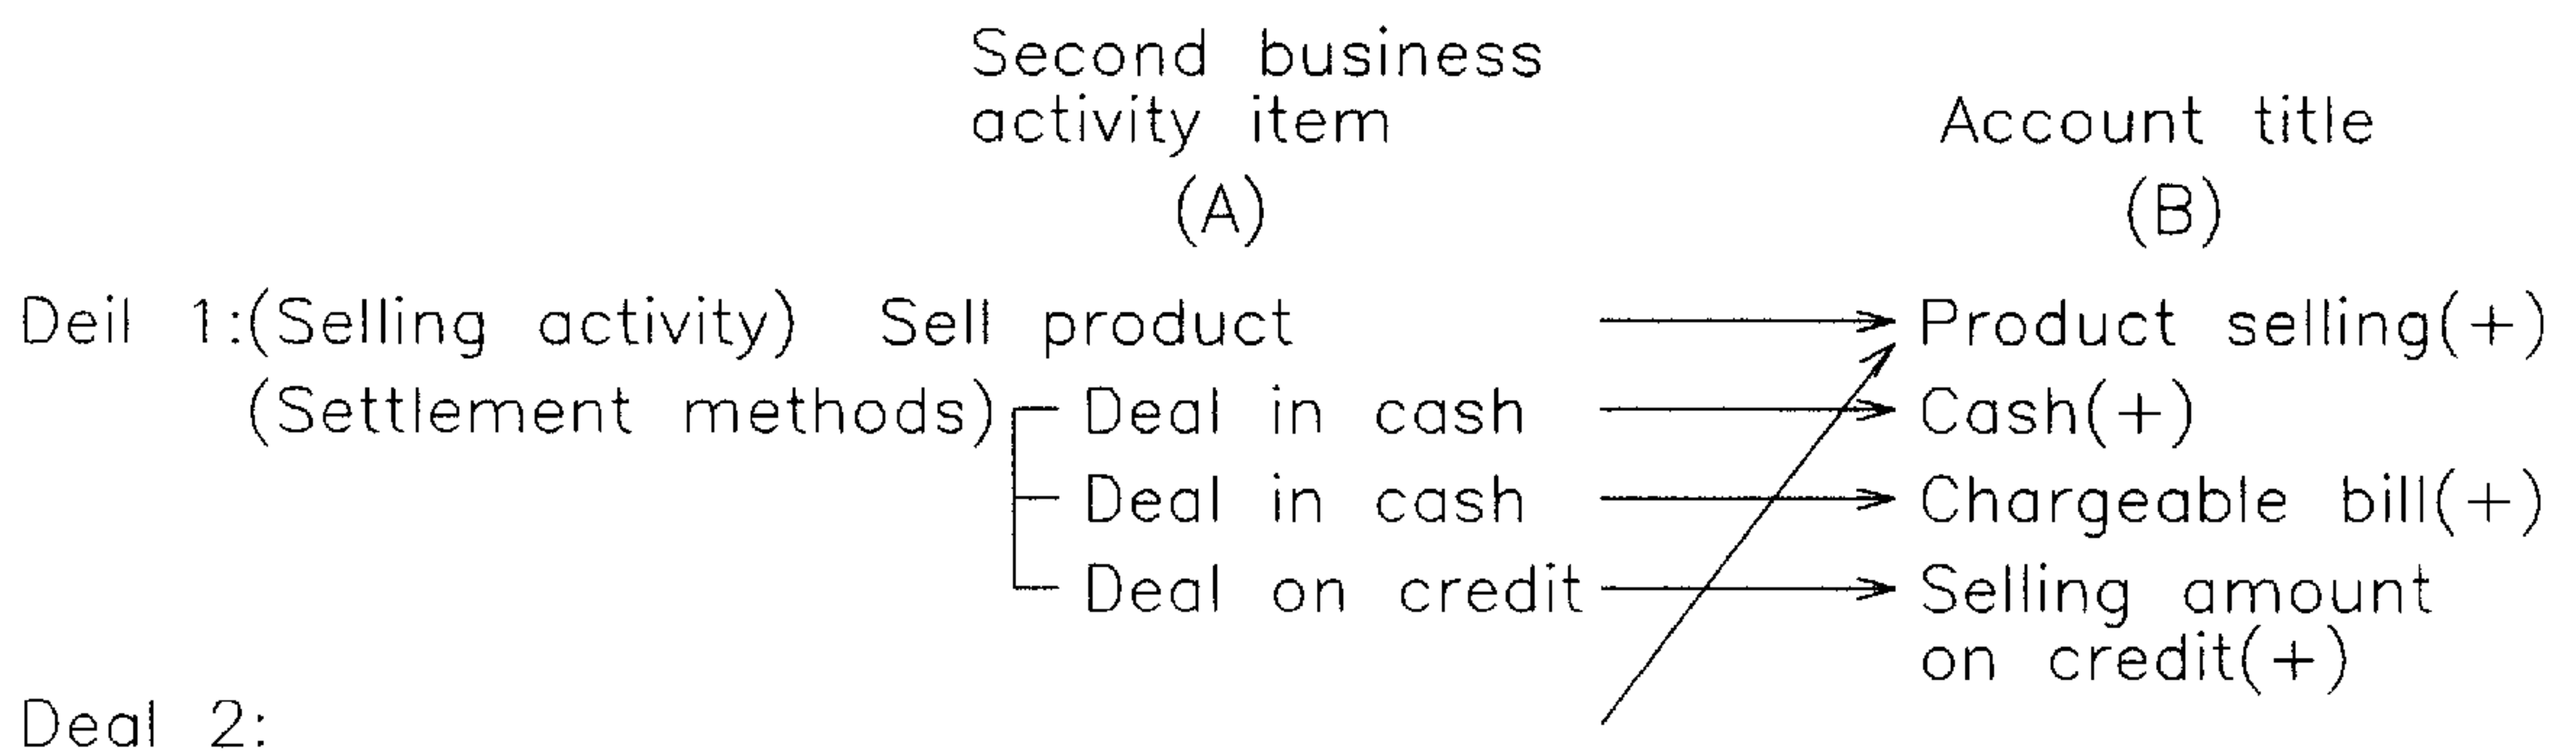 Second business
activity item
Account title
(A)
(B)
Deil 1:(Selling activity) Sell product
Product selling(+)
(Settlement methods)
Deal in cash
Cash(+)
Deal in cash
Chargeable bill(+)
Deal on credit
Selling amount
on credit(+)
Deal 2: